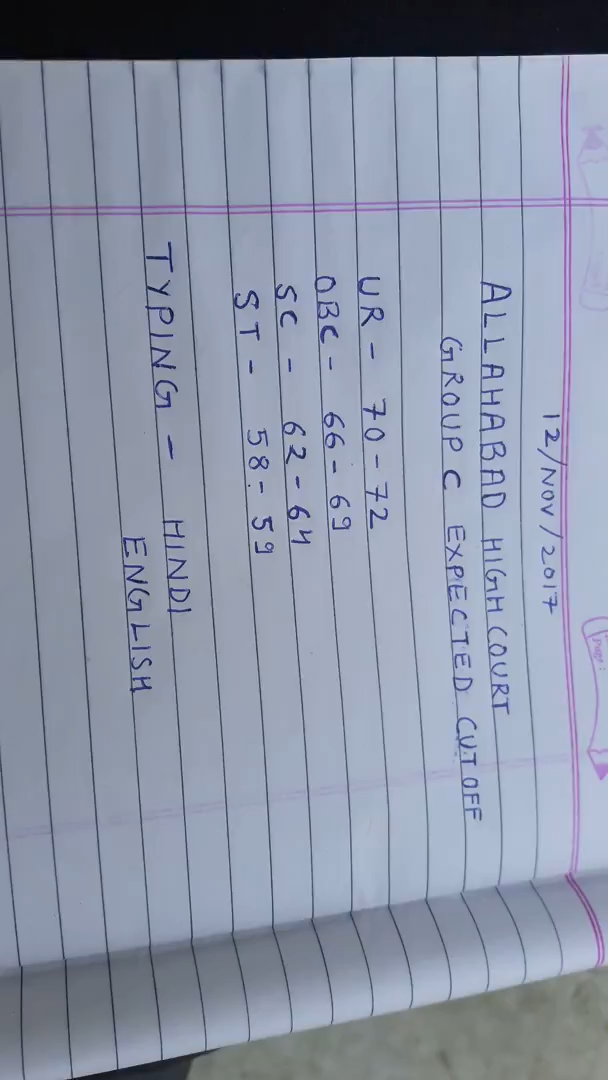 Page:
12/NOV/2017
ALLAHABAD HIGH COURT
GROUP C EXPECTED CUT OFF
UR - 70-72
OBC - 66-69
SC - 62-64
ST - 58-59
TYPING - HINDI
ENGLISH